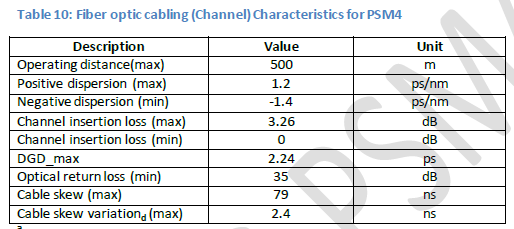 Table 10: Fiber optic cabling (Channel) Characteristics for PSM4
Description Value Unit
Operating distance(max) 500 m
Positive dispersion (max) 1.2 ps/nm
Negative dispersion (min) -1.4 ps/nm
Channel insertion loss (max) 3.26 dB
Channel insertion loss (min) 0 dB
DGD_max 2.24 ps
Optical return loss (min) 35 dB
Cable skew (max) 79 ns
Cable skew variationd (max) 2.4 ns
a
PSM